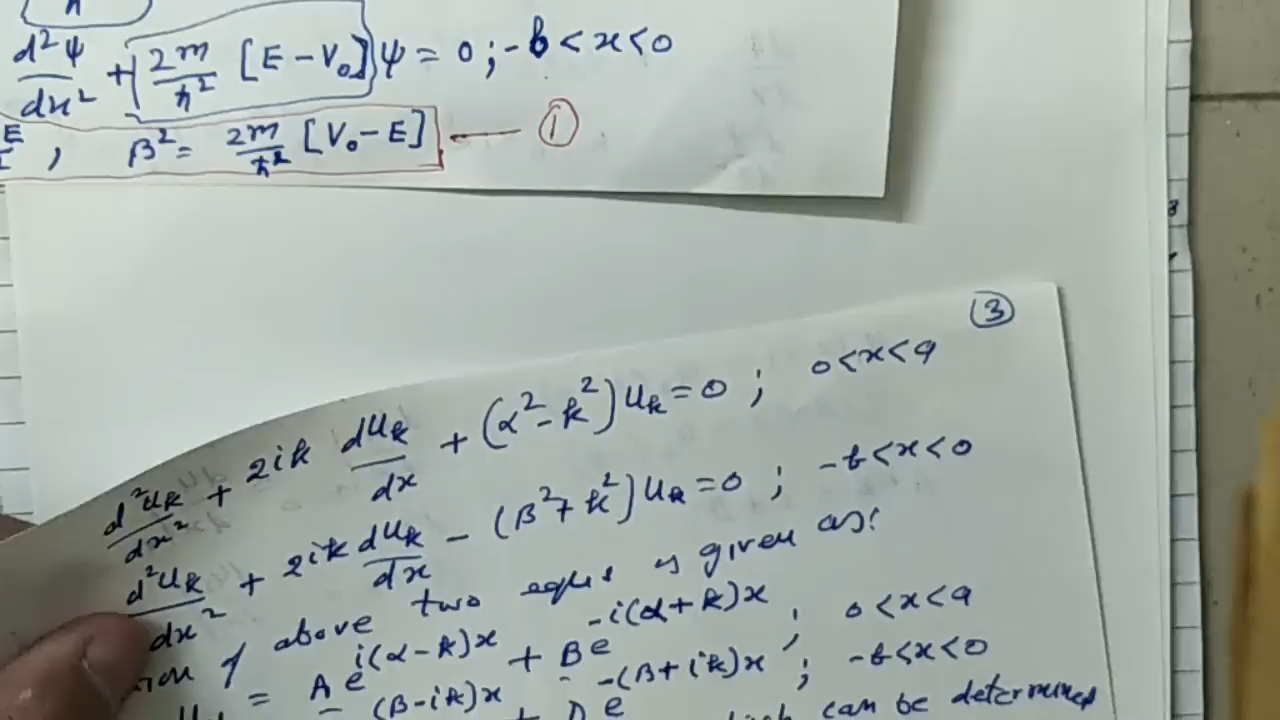 d²ψ/dx² + 2m/ħ² [E - V₀] ψ = 0 ; -b < x < 0
, β² = 2m/ħ² [V₀ - E] ← ①
③
d²u_k/dx² + 2ik du_k/dx + (α² - k²) u_k = 0 ; 0 < x < a
d²u_k/dx² + 2ik du_k/dx - (β² + k²) u_k = 0 ; -b < x < 0
of above two eqns is given as:
= A e^{i(α-k)x} + B e^{-i(α+k)x} ; 0 < x < a
(β-ik)x + D e^{-(β+ik)x} ; -b < x < 0
can be determined